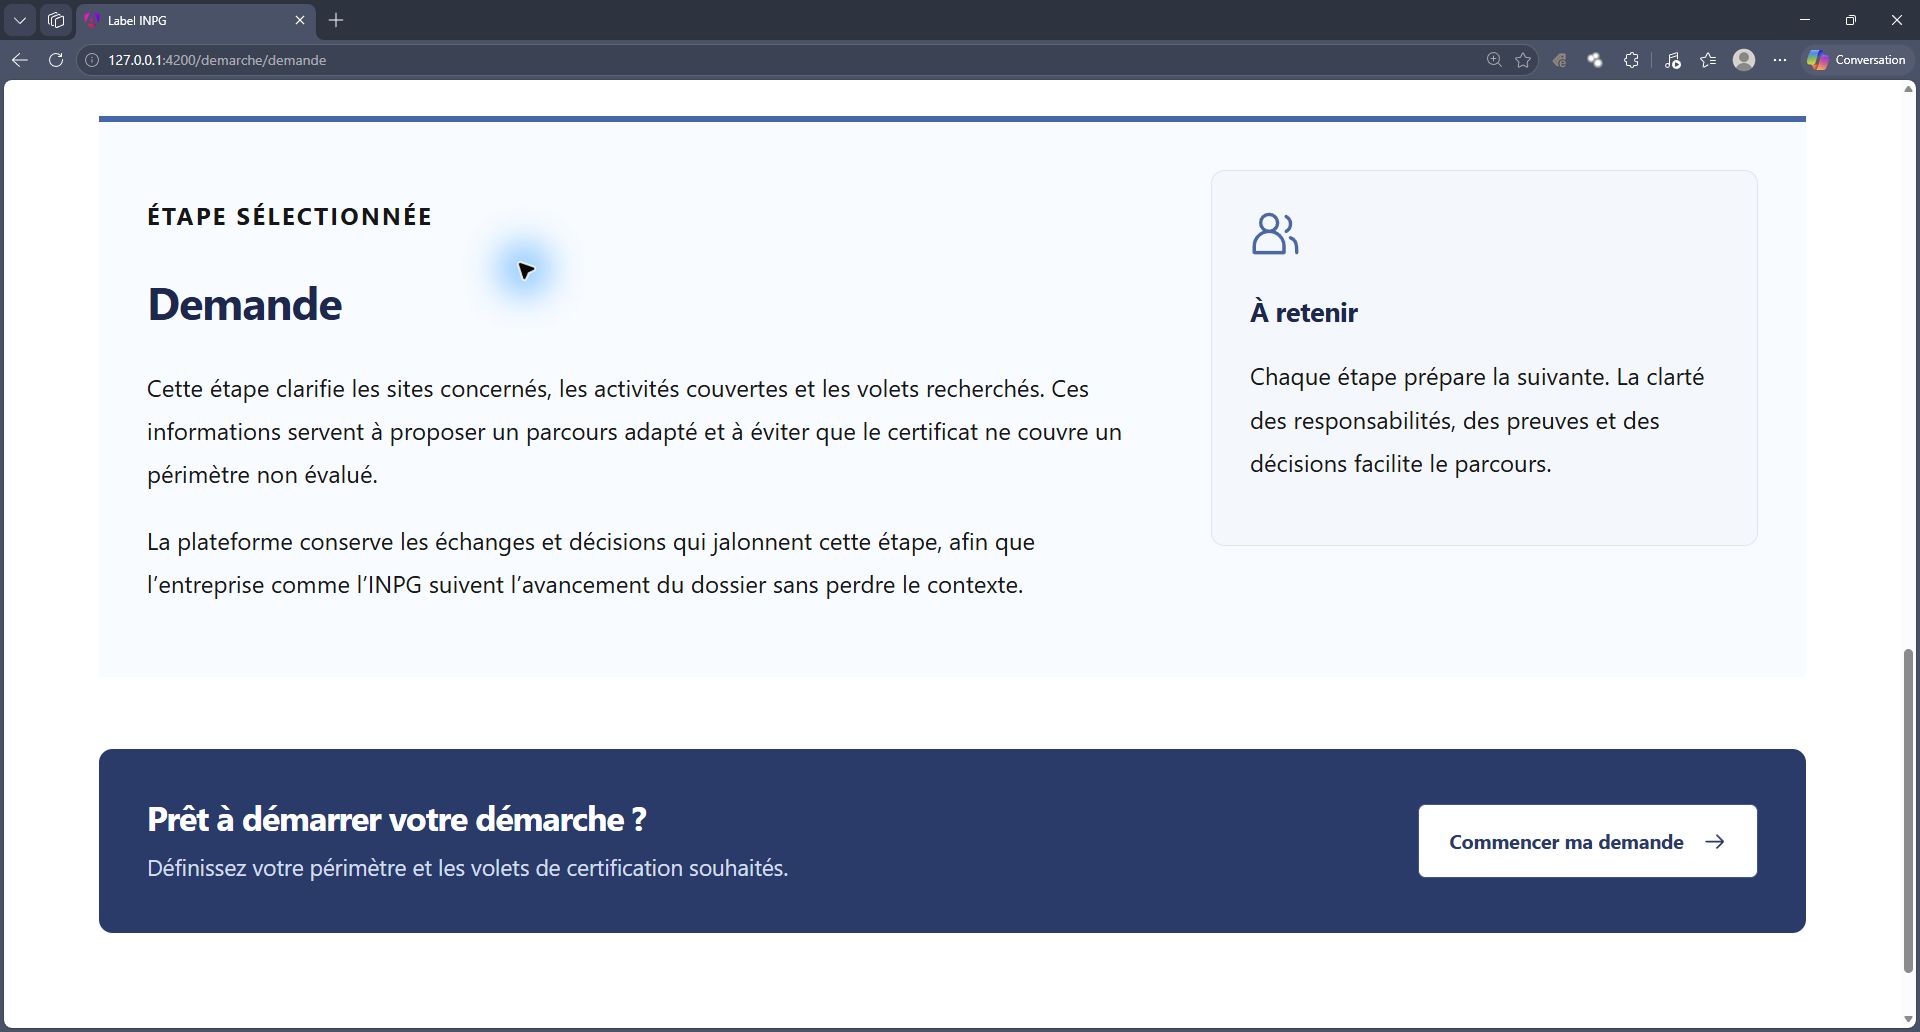 Label INPG
127.0.0.1:4200/demarche/demande
Conversation
ÉTAPE SÉLECTIONNÉE
Demande
Cette étape clarifie les sites concernés, les activités couvertes et les volets recherchés. Ces
informations servent à proposer un parcours adapté et à éviter que le certificat ne couvre un
périmètre non évalué.
La plateforme conserve les échanges et décisions qui jalonnent cette étape, afin que
l’entreprise comme l’INPG suivent l’avancement du dossier sans perdre le contexte.
À retenir
Chaque étape prépare la suivante. La clarté
des responsabilités, des preuves et des
décisions facilite le parcours.
Prêt à démarrer votre démarche ?
Définissez votre périmètre et les volets de certification souhaités.
Commencer ma demande →